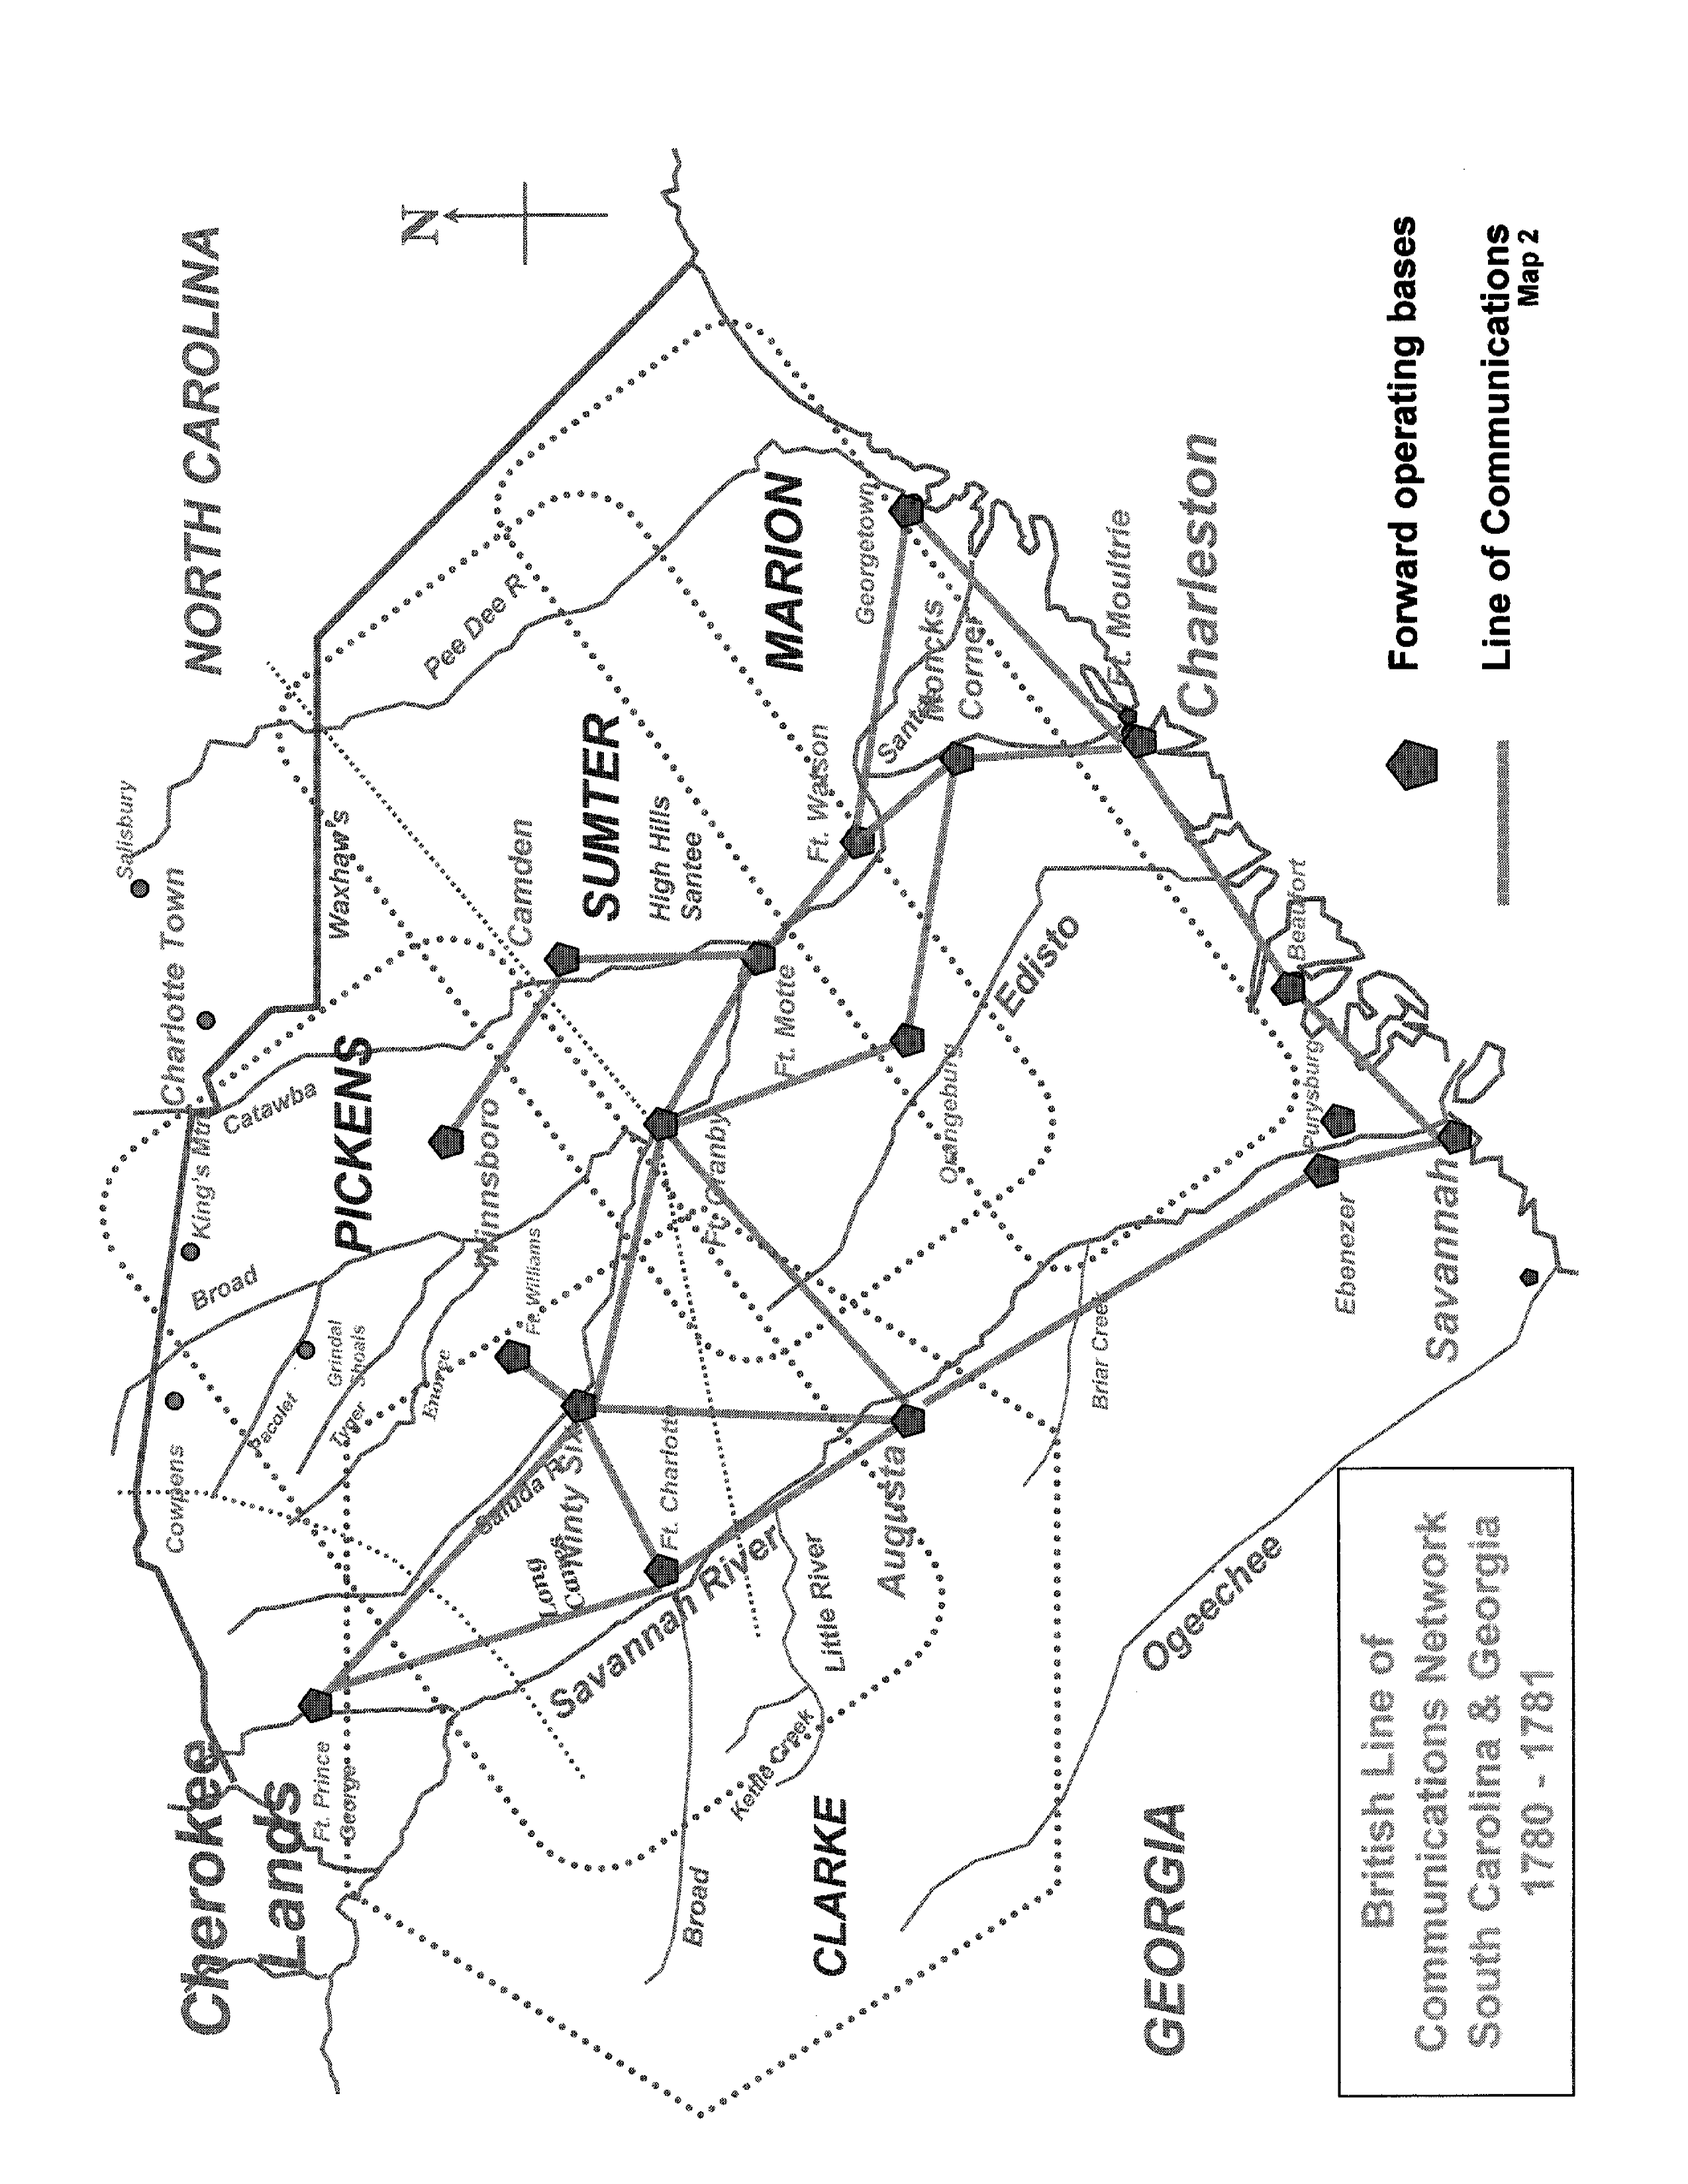 NORTH CAROLINA
N
Salisbury
Charlotte Town
King's Mtn
Catawba
Waxhaw's
Pee Dee R
Cherokee
Lands
Cowpens
Broad
Pacolet
Grindal
Shoals
Tyger
Enoree
PICKENS
Winnsboro
Camden
SUMTER
High Hills
Santee
MARION
Georgetown
Ft. Prince
George
Ft. Williams
Saluda R
Ninty Six
Long
Canes
Ft. Charlotte
Ft. Granby
Ft. Motte
Ft. Watson
Moncks
Corner
Ft. Moultrie
Charleston
Savannah River
Broad
Kettle Creek
Little River
Augusta
Orangeburg
Edisto
CLARKE
Briar Creek
Purysburg
Beaufort
Ebenezer
Savannah
Ogeechee
GEORGIA
British Line of
Communications Network
South Carolina & Georgia
1780 - 1781
Forward operating bases
Line of Communications
Map 2